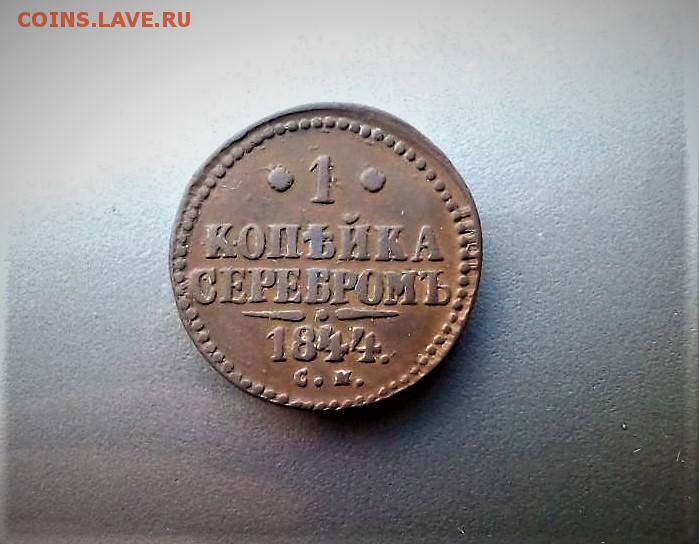 COINS.LAVE.RU
• 1 •
КОПѢЙКА
СЕРЕБРОМЪ
1844.
С. М.